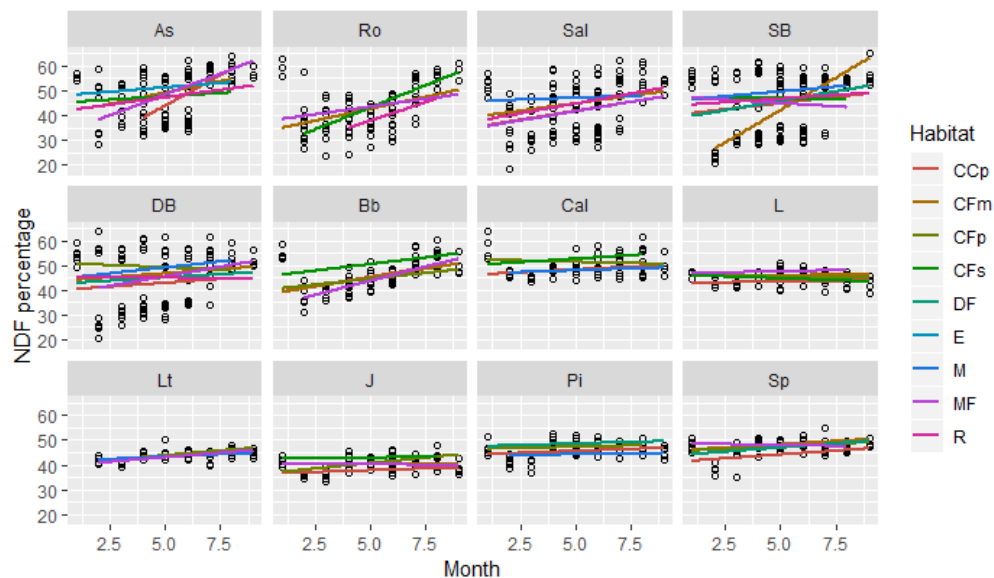 As Ro Sal SB
60
50
40
30
20
DB Bb Cal L
60
50
40
30
20
Lt J Pi Sp
60
50
40
30
20
2.5 5.0 7.5 2.5 5.0 7.5 2.5 5.0 7.5 2.5 5.0 7.5
Month
NDF percentage
Habitat
CCp
CFm
CFp
CFs
DF
E
M
MF
R